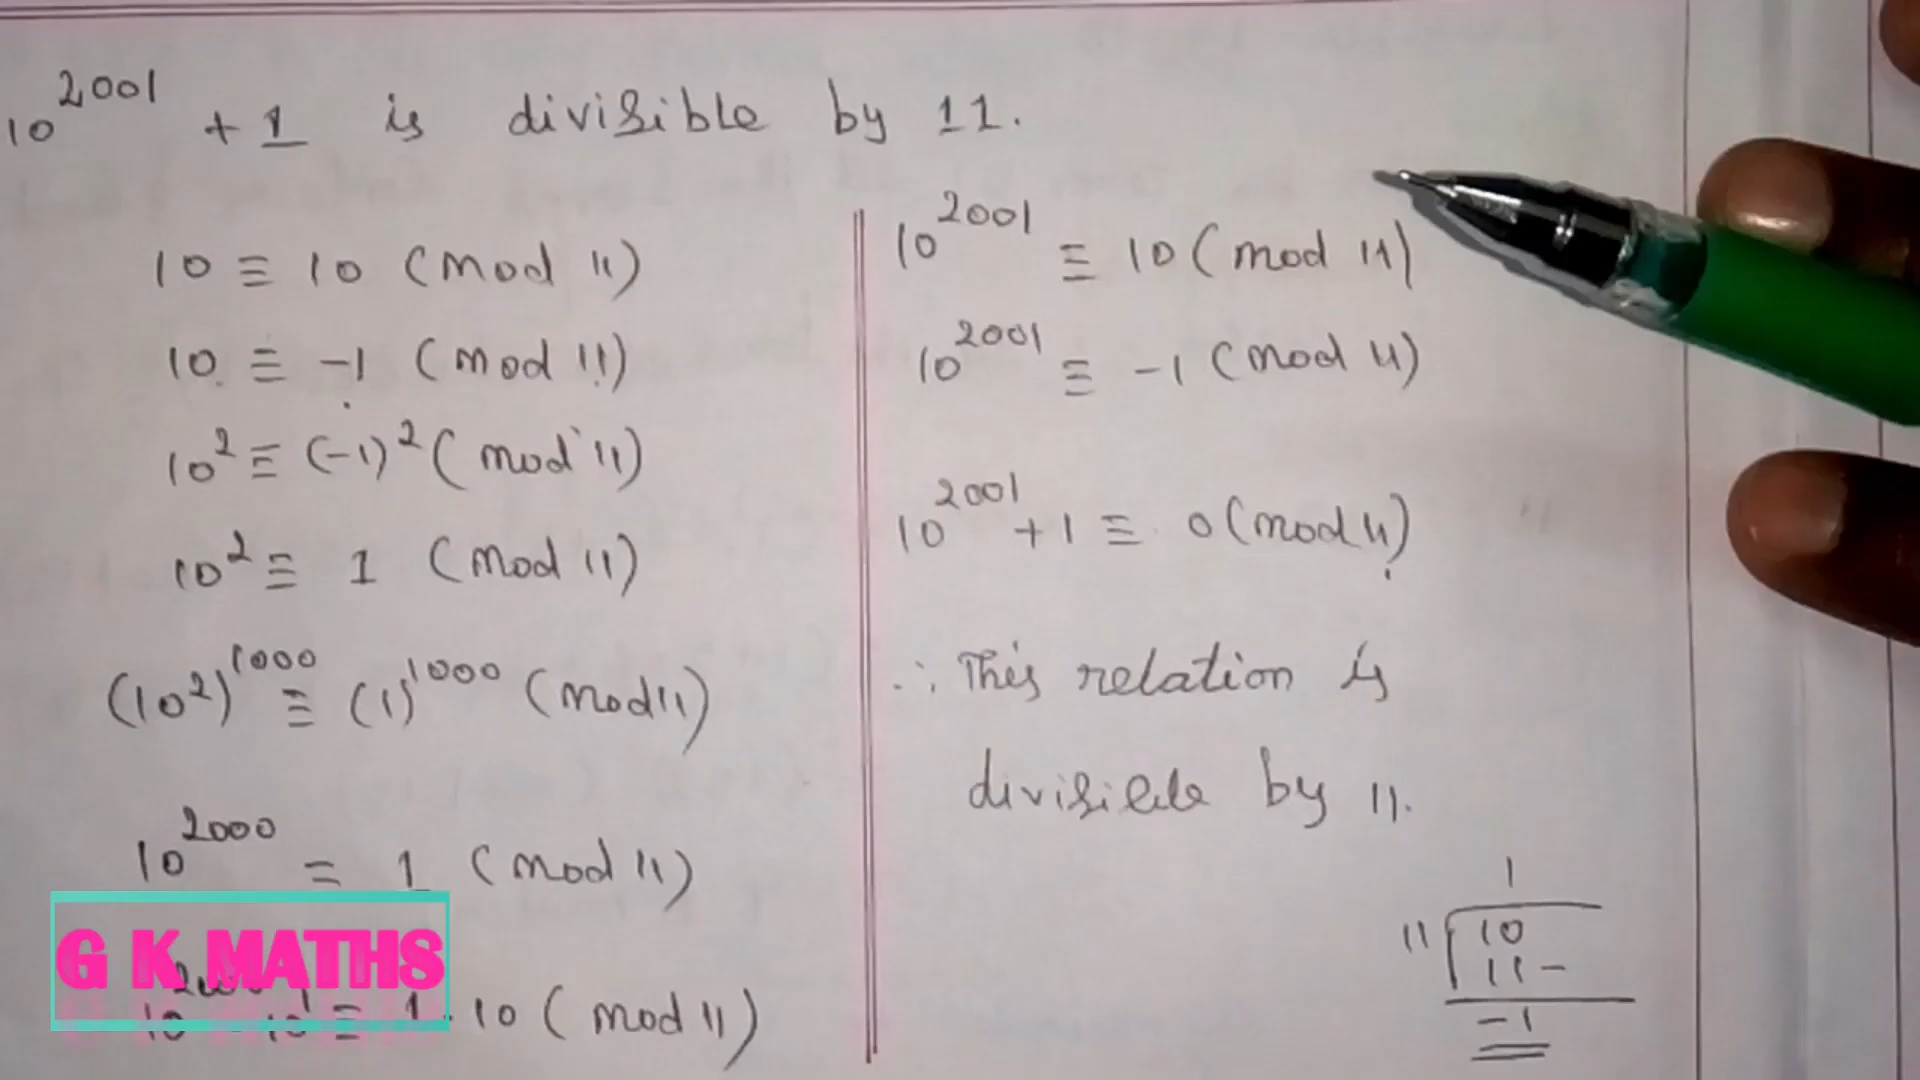 10^2001 + 1 is divisible by 11.
10 ≡ 10 (mod 11)
10 ≡ -1 (mod 11)
10^2 ≡ (-1)^2 (mod 11)
10^2 ≡ 1 (mod 11)
(10^2)^1000 ≡ (1)^1000 (mod 11)
10^2000 = 1 (mod 11)
≡ 1 . 10 (mod 11)
G K MATHS
10^2001 ≡ 10 (mod 11)
10^2001 ≡ -1 (mod 11)
10^2001 + 1 ≡ 0 (mod 11)
∴ This relation is
divisible by 11.
1
11 10
11 -
-1